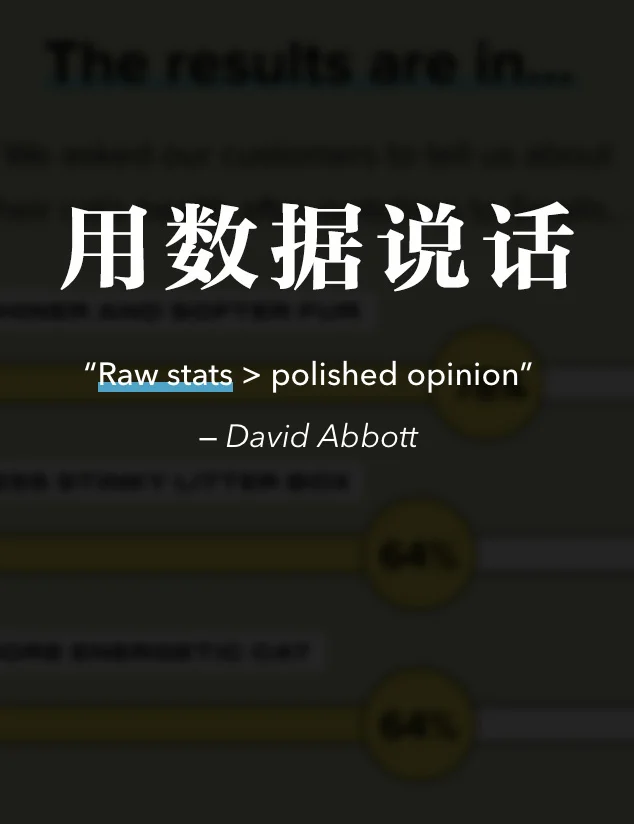 The results are in...
We asked our customers to tell us about
用数据说话
SHINIER AND SOFTER FUR
“Raw stats > polished opinion”
– David Abbott
LESS STINKY LITTER BOX
64%
MORE ENERGETIC CAT
64%